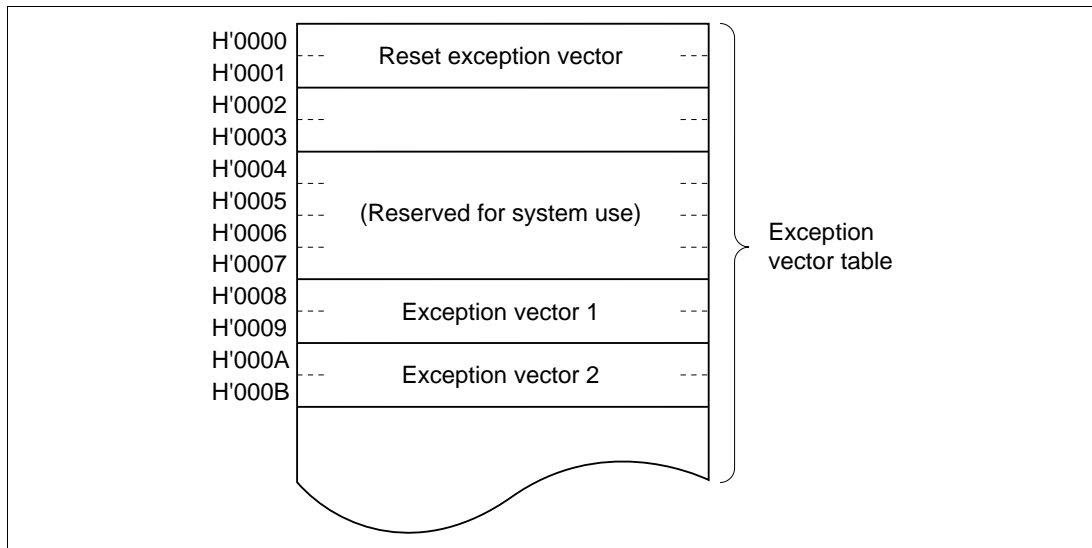 H'0000
H'0001
Reset exception vector
H'0002
H'0003
H'0004
H'0005
H'0006
H'0007
(Reserved for system use)
H'0008
H'0009
Exception vector 1
H'000A
H'000B
Exception vector 2
Exception
vector table